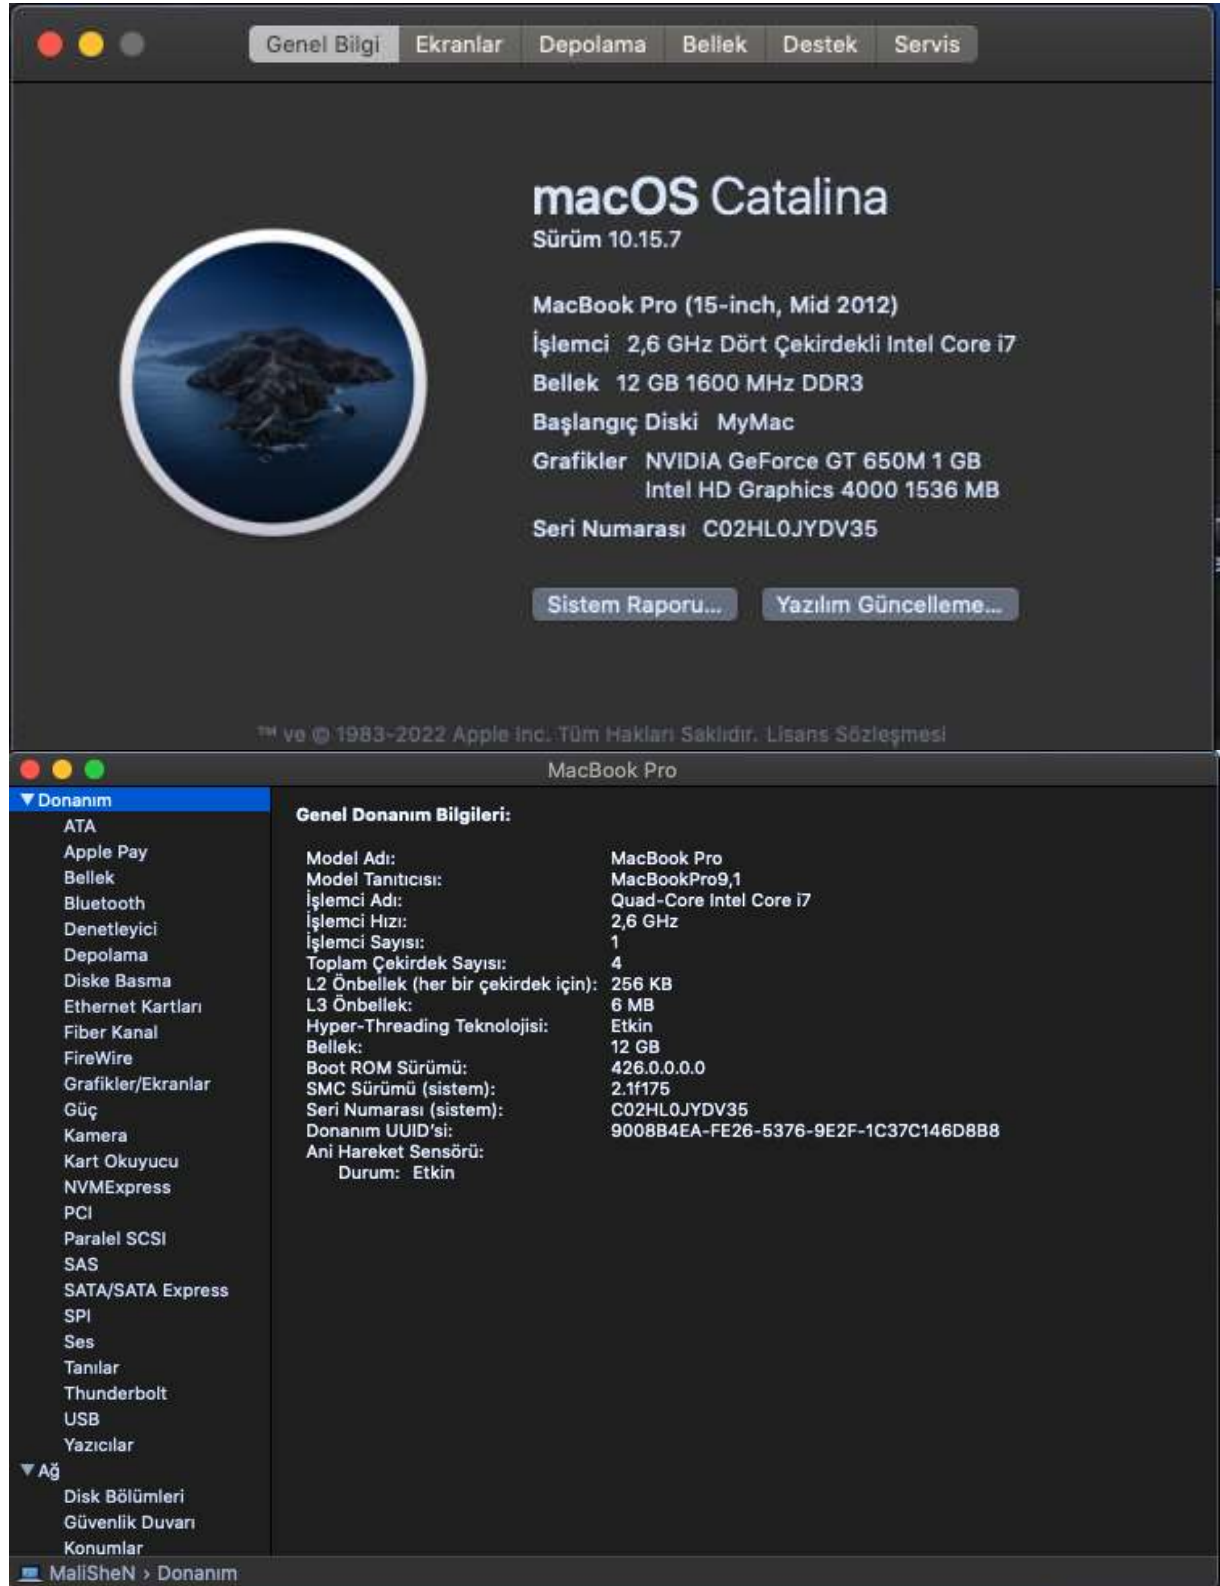 Genel Bilgi Ekranlar Depolama Bellek Destek Servis
macOS Catalina
Sürüm 10.15.7
MacBook Pro (15-inch, Mid 2012)
İşlemci 2,6 GHz Dört Çekirdekli Intel Core i7
Bellek 12 GB 1600 MHz DDR3
Başlangıç Diski MyMac
Grafikler NVIDIA GeForce GT 650M 1 GB
Intel HD Graphics 4000 1536 MB
Seri Numarası C02HL0JYDV35
Sistem Raporu... Yazılım Güncelleme...
™ ve © 1983-2022 Apple Inc. Tüm Hakları Saklıdır. Lisans Sözleşmesi
MacBook Pro
Donanım
ATA
Apple Pay
Bellek
Bluetooth
Denetleyici
Depolama
Diske Basma
Ethernet Kartları
Fiber Kanal
FireWire
Grafikler/Ekranlar
Güç
Kamera
Kart Okuyucu
NVMExpress
PCI
Paralel SCSI
SAS
SATA/SATA Express
SPI
Ses
Tanılar
Thunderbolt
USB
Yazıcılar
Ağ
Disk Bölümleri
Güvenlik Duvarı
Konumlar
Genel Donanım Bilgileri:
Model Adı: MacBook Pro
Model Tanıtıcısı: MacBookPro9,1
İşlemci Adı: Quad-Core Intel Core i7
İşlemci Hızı: 2,6 GHz
İşlemci Sayısı: 1
Toplam Çekirdek Sayısı: 4
L2 Önbellek (her bir çekirdek için): 256 KB
L3 Önbellek: 6 MB
Hyper-Threading Teknolojisi: Etkin
Bellek: 12 GB
Boot ROM Sürümü: 426.0.0.0.0
SMC Sürümü (sistem): 2.1f175
Seri Numarası (sistem): C02HL0JYDV35
Donanım UUID'si: 9008B4EA-FE26-5376-9E2F-1C37C146D8B8
Ani Hareket Sensörü:
Durum: Etkin
MaliSheN › Donanım